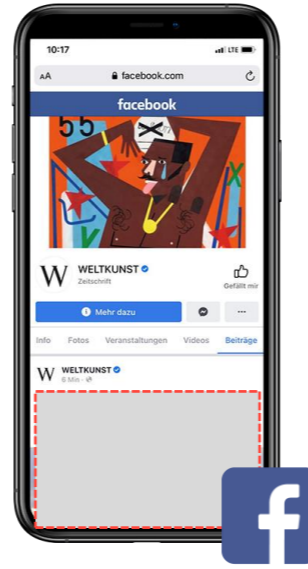 10:17
LTE
AA facebook.com
facebook
55
W WELTKUNST
Zeitschrift
Gefällt mir
Mehr dazu
Info Fotos Veranstaltungen Videos Beiträge
W WELTKUNST
6 Min
f